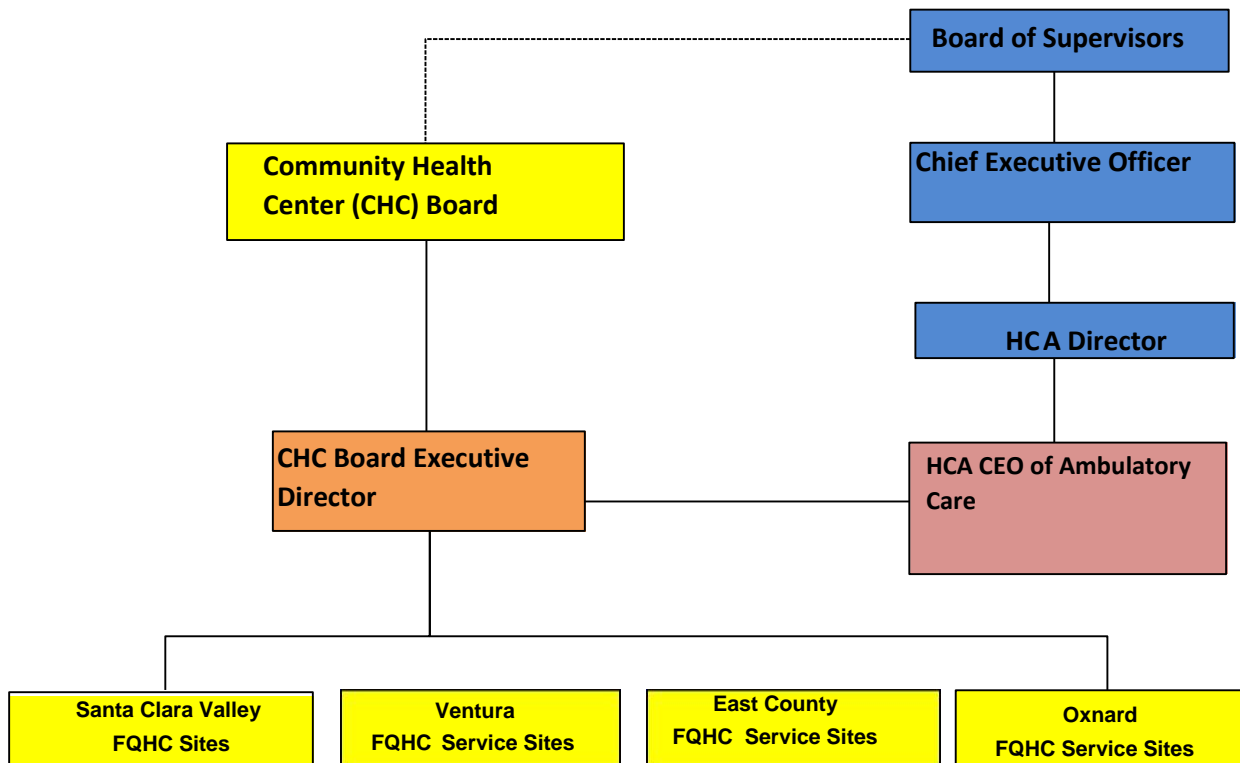 Board of Supervisors
Community Health
Center (CHC) Board
Chief Executive Officer
HCA Director
CHC Board Executive
Director
HCA CEO of Ambulatory
Care
Santa Clara Valley
FQHC Sites
Ventura
FQHC Service Sites
East County
FQHC Service Sites
Oxnard
FQHC Service Sites